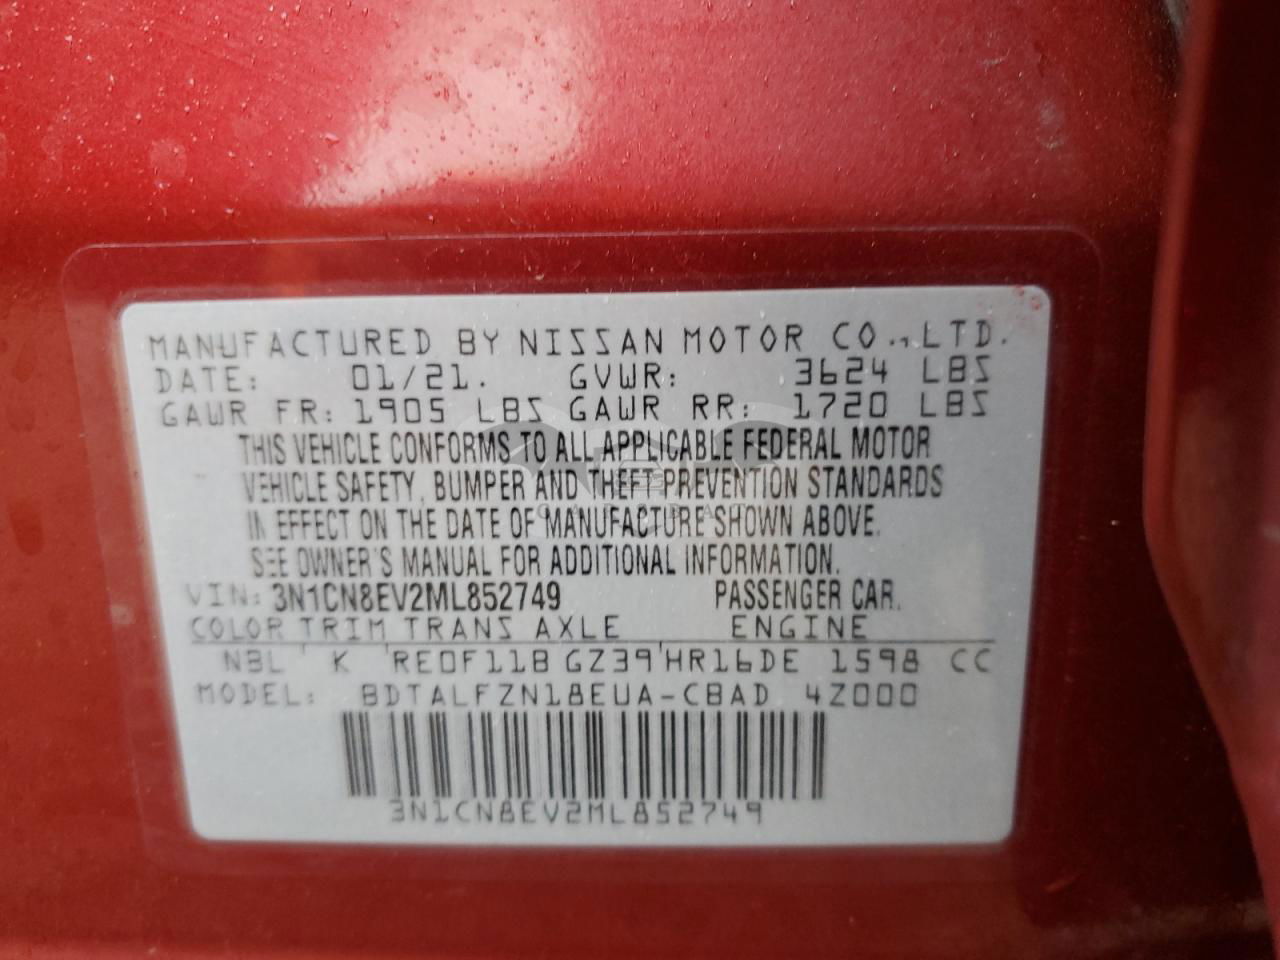 MANUFACTURED BY NISSAN MOTOR CO., LTD.
DATE: 01/21. GVWR: 3624 LBS
GAWR FR: 1905 LBS GAWR RR: 1720 LBS
THIS VEHICLE CONFORMS TO ALL APPLICABLE FEDERAL MOTOR
VEHICLE SAFETY, BUMPER AND THEFT PREVENTION STANDARDS
IN EFFECT ON THE DATE OF MANUFACTURE SHOWN ABOVE.
SEE OWNER'S MANUAL FOR ADDITIONAL INFORMATION.
VIN: 3N1CN8EV2ML852749 PASSENGER CAR.
COLOR TRIM TRANS AXLE ENGINE
NBL K RE0F11B GZ39 HR16DE 1598 CC
MODEL: BDTALFZN18EUA-CBAD 4Z000
3N1CN8EV2ML852749